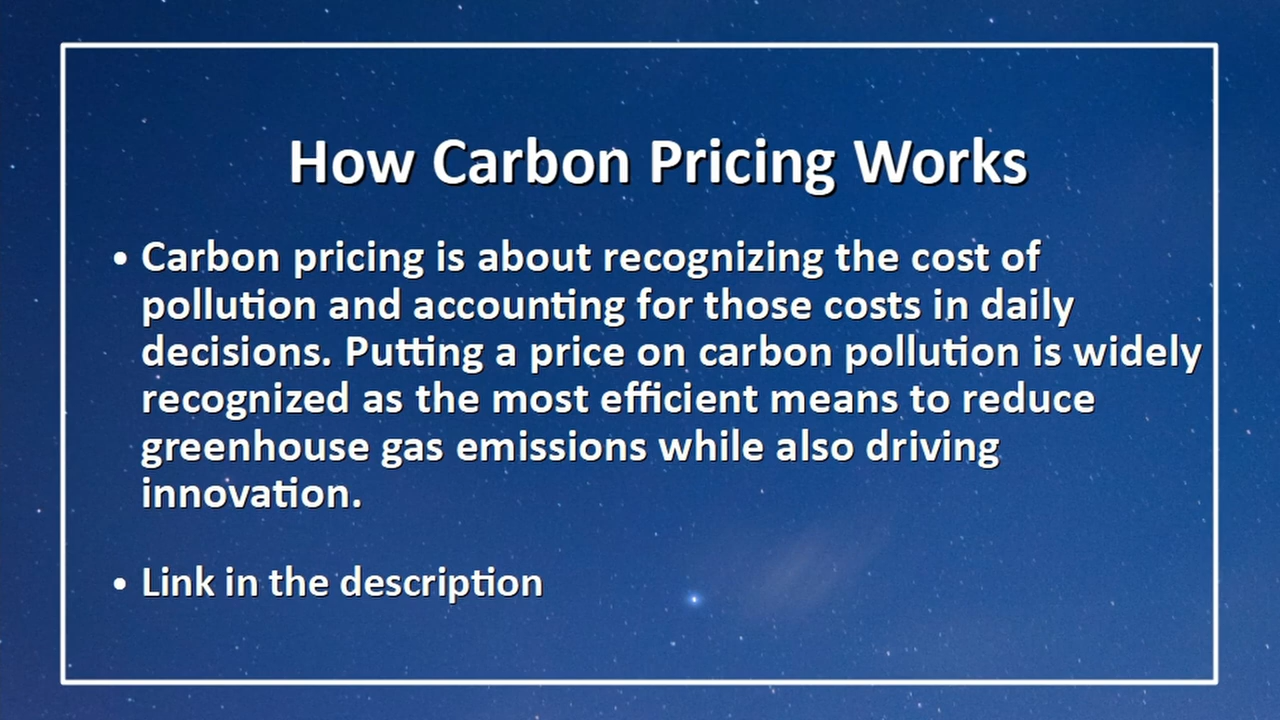 How Carbon Pricing Works
• Carbon pricing is about recognizing the cost of
pollution and accounting for those costs in daily
decisions. Putting a price on carbon pollution is widely
recognized as the most efficient means to reduce
greenhouse gas emissions while also driving
innovation.
• Link in the description